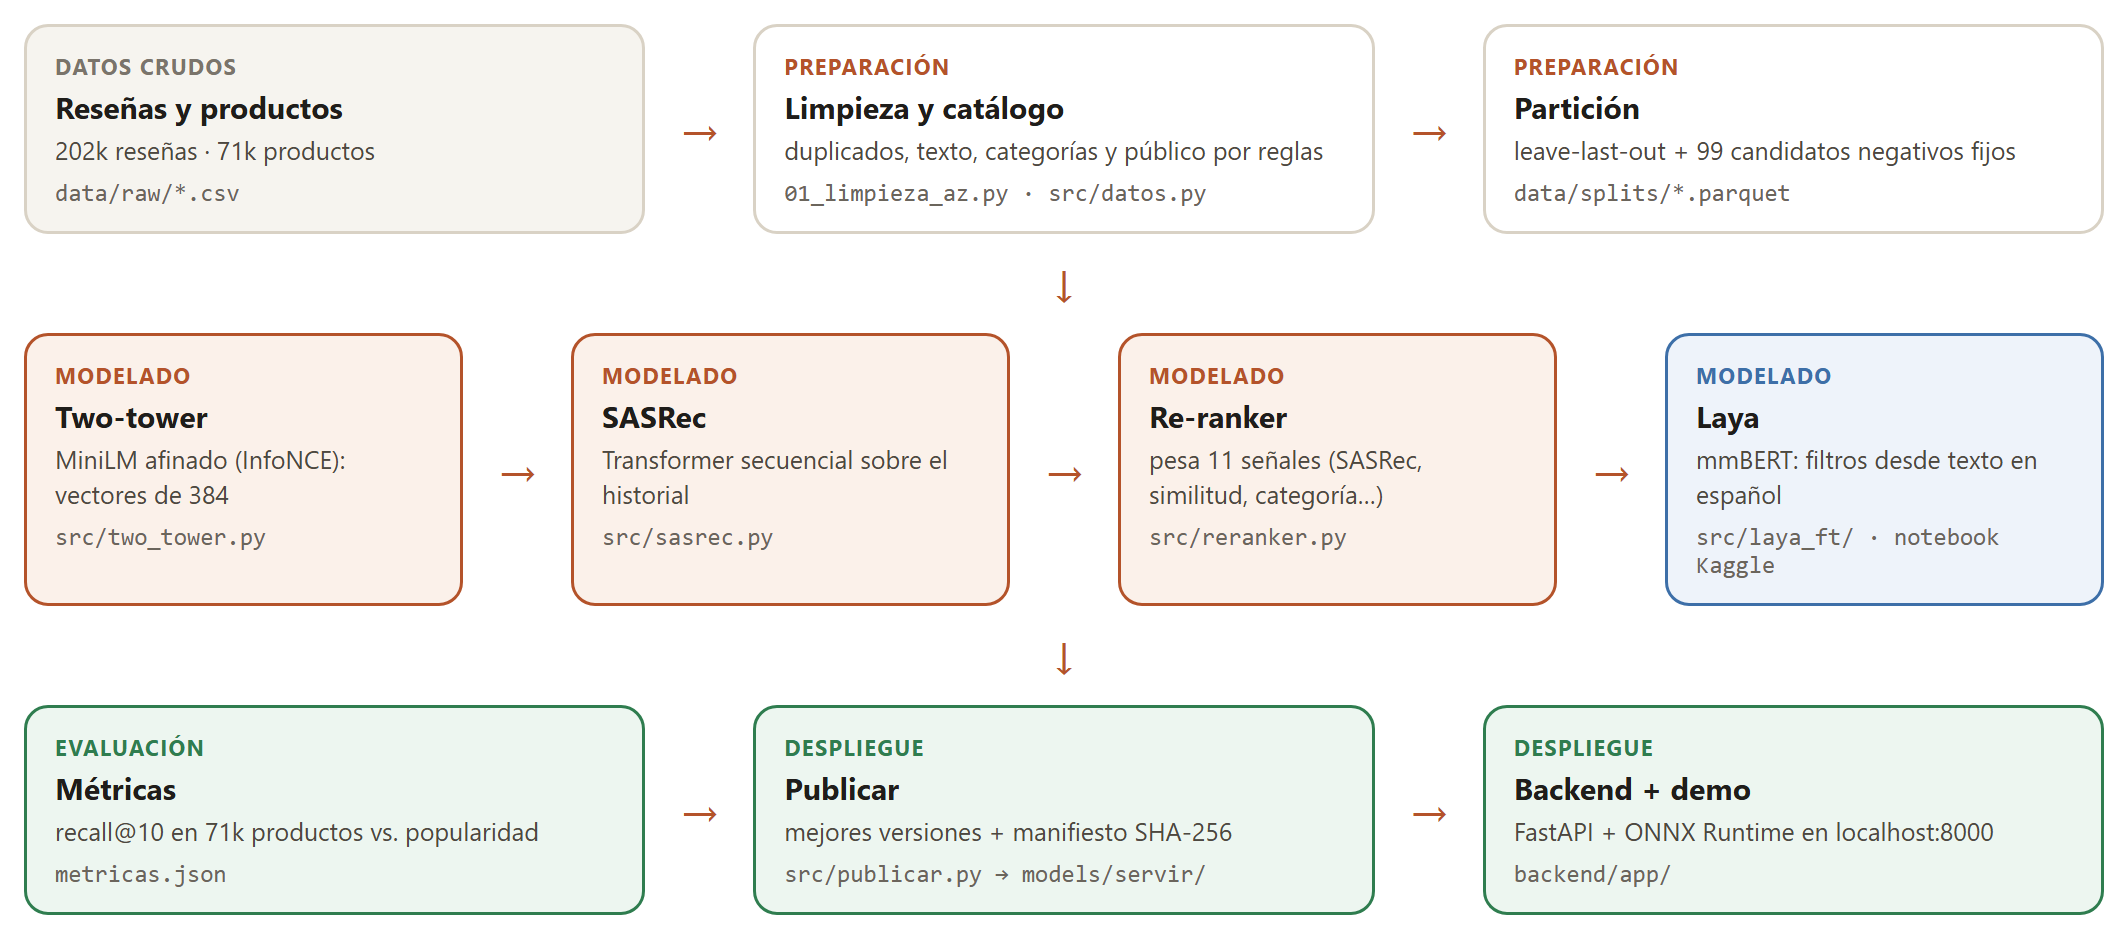 DATOS CRUDOS
Reseñas y productos
202k reseñas · 71k productos
data/raw/*.csv
→
PREPARACIÓN
Limpieza y catálogo
duplicados, texto, categorías y público por reglas
01_limpieza_az.py · src/datos.py
→
PREPARACIÓN
Partición
leave-last-out + 99 candidatos negativos fijos
data/splits/*.parquet
↓
MODELADO
Two-tower
MiniLM afinado (InfoNCE):
vectores de 384
src/two_tower.py
→
MODELADO
SASRec
Transformer secuencial sobre el
historial
src/sasrec.py
→
MODELADO
Re-ranker
pesa 11 señales (SASRec,
similitud, categoría...)
src/reranker.py
→
MODELADO
Laya
mmBERT: filtros desde texto en
español
src/laya_ft/ · notebook
Kaggle
↓
EVALUACIÓN
Métricas
recall@10 en 71k productos vs. popularidad
metricas.json
→
DESPLIEGUE
Publicar
mejores versiones + manifiesto SHA-256
src/publicar.py → models/servir/
→
DESPLIEGUE
Backend + demo
FastAPI + ONNX Runtime en localhost:8000
backend/app/